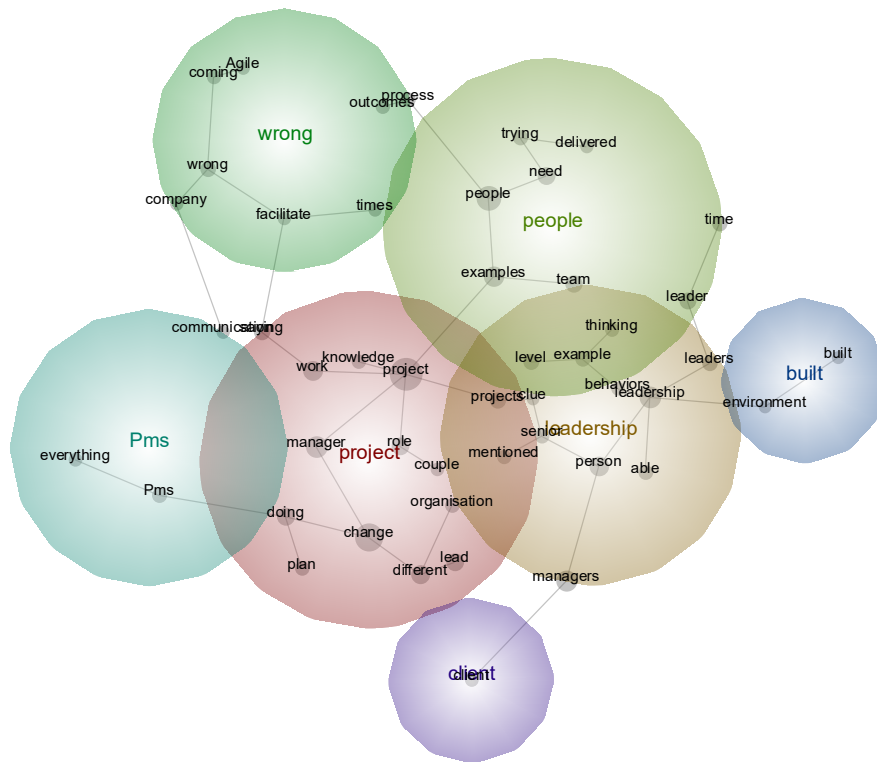 Agile
coming
process
outcomes
wrong
trying
delivered
wrong
need
people
company
facilitate
times
people
time
examples
team
leader
communication
saying
thinking
knowledge
level
example
leaders
built
work
project
built
behaviors
leadership
projects
clue
environment
Pms
manager
role
senior
leadership
everything
project
mentioned
couple
person
able
Pms
organisation
doing
change
plan
lead
different
managers
client
client